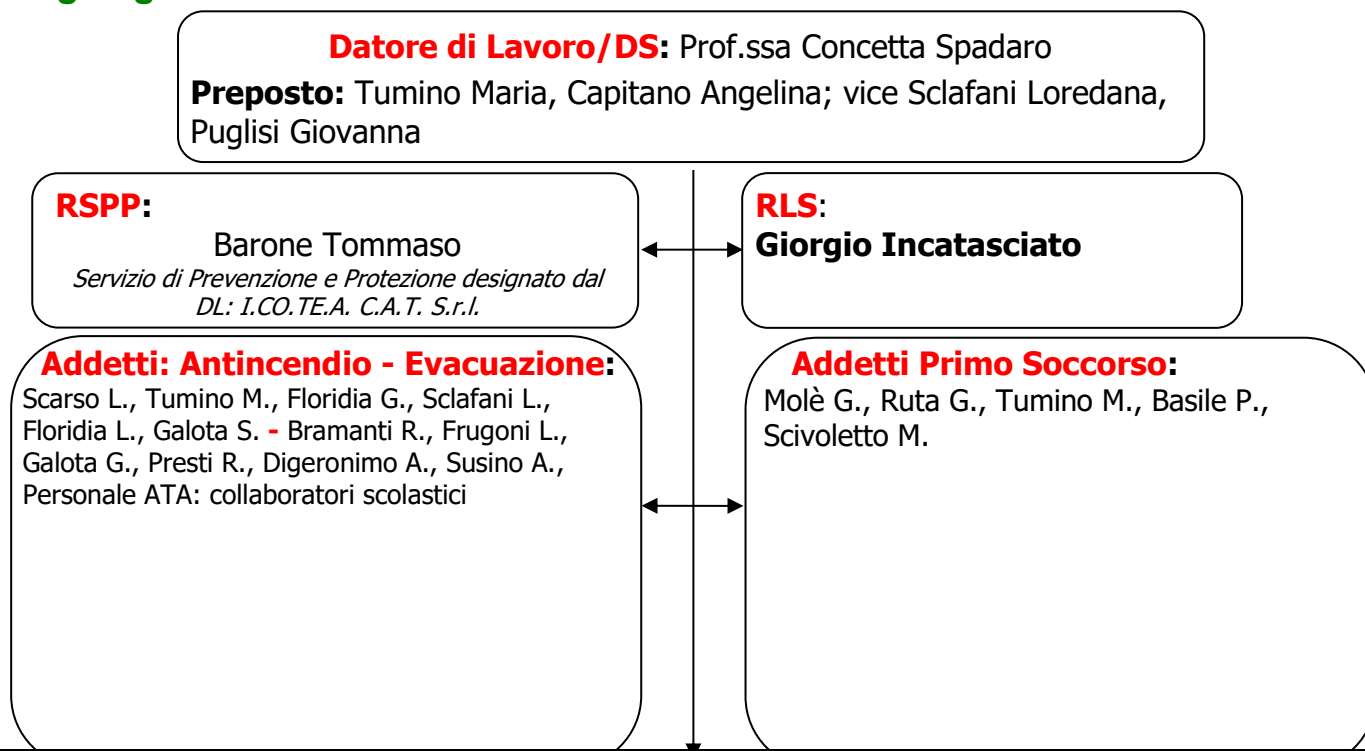 Datore di Lavoro/DS: Prof.ssa Concetta Spadaro
Preposto: Tumino Maria, Capitano Angelina; vice Sclafani Loredana,
Puglisi Giovanna
RSPP:
Barone Tommaso
Servizio di Prevenzione e Protezione designato dal
DL: I.CO.TE.A. C.A.T. S.r.l.
RLS:
Giorgio Incatasciato
Addetti: Antincendio - Evacuazione:
Scarso L., Tumino M., Floridia G., Sclafani L.,
Floridia L., Galota S. - Bramanti R., Frugoni L.,
Galota G., Presti R., Digeronimo A., Susino A.,
Personale ATA: collaboratori scolastici
Addetti Primo Soccorso:
Molè G., Ruta G., Tumino M., Basile P.,
Scivoletto M.